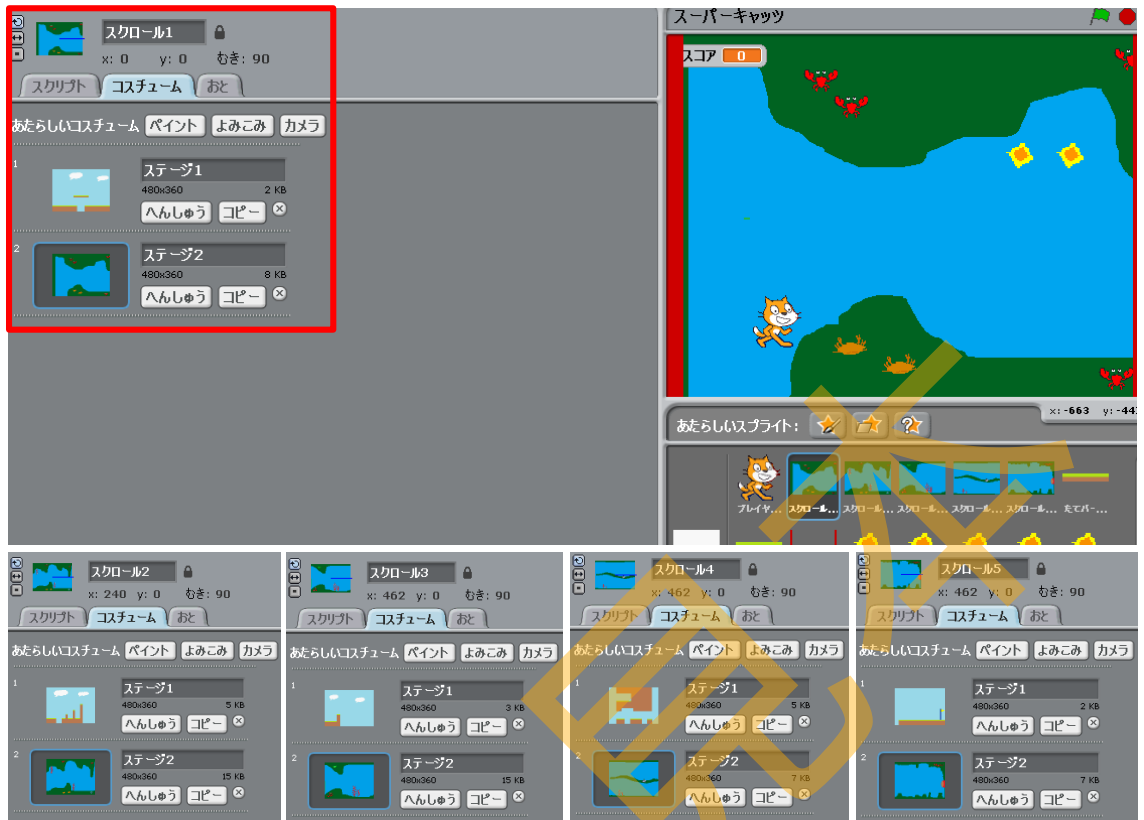 スクロール1
x: 0 y: 0 むき: 90
スクリプト コスチューム おと
あたらしいコスチューム ペイント よみこみ カメラ
1
ステージ1
480x360 2 KB
へんしゅう コピー
2
ステージ2
480x360 8 KB
へんしゅう コピー
スーパーキャッツ
スコア 0
x: -663 y: -44
あたらしいスプライト:
プレイヤ... スクロール... スクロール... スクロール... スクロール... スクロール... たてバー...
スクロール2
x: 240 y: 0 むき: 90
スクリプト コスチューム おと
あたらしいコスチューム ペイント よみこみ カメラ
1
ステージ1
480x360 5 KB
へんしゅう コピー
2
ステージ2
480x360 15 KB
へんしゅう コピー
スクロール3
x: 462 y: 0 むき: 90
スクリプト コスチューム おと
あたらしいコスチューム ペイント よみこみ カメラ
1
ステージ1
480x360 3 KB
へんしゅう コピー
2
ステージ2
480x360 15 KB
へんしゅう コピー
スクロール4
x: 462 y: 0 むき: 90
スクリプト コスチューム おと
あたらしいコスチューム ペイント よみこみ カメラ
1
ステージ1
480x360 5 KB
へんしゅう コピー
2
ステージ2
480x360 7 KB
へんしゅう コピー
スクロール5
x: 462 y: 0 むき: 90
スクリプト コスチューム おと
あたらしいコスチューム ペイント よみこみ カメラ
1
ステージ1
480x360 2 KB
へんしゅう コピー
2
ステージ2
480x360 7 KB
へんしゅう コピー
見本